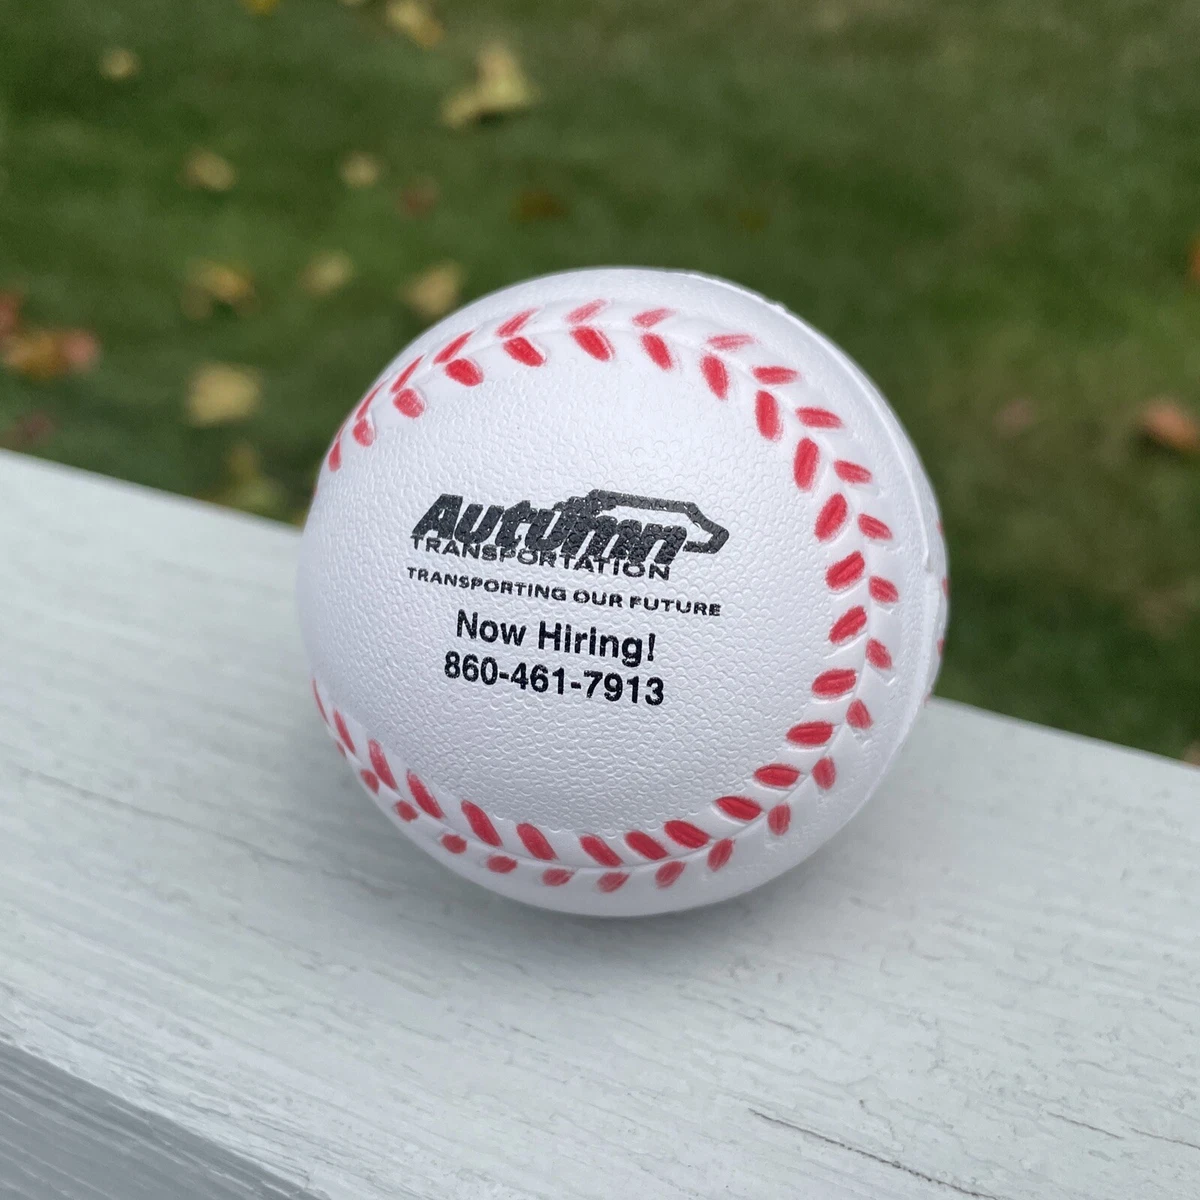 Autumn
TRANSPORTATION
TRANSPORTING OUR FUTURE
Now Hiring!
860-461-7913